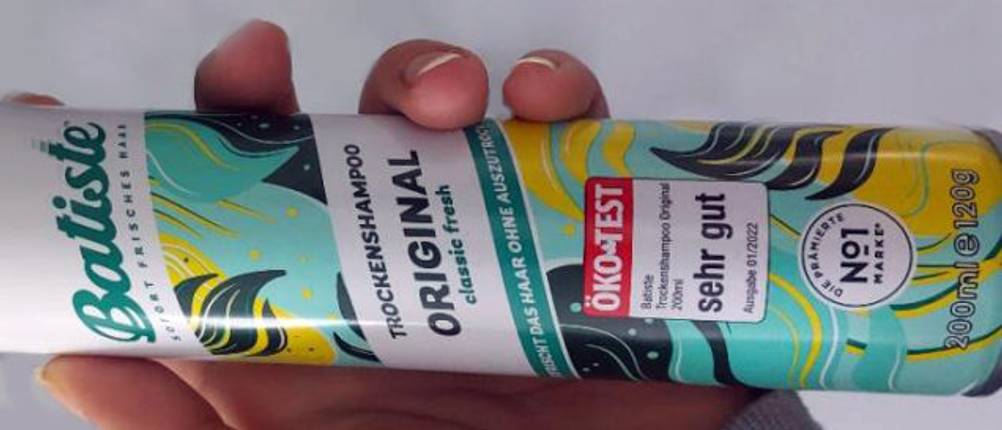 Batiste
SOFORT FRISCHES HAAR
TROCKENSHAMPOO
ORIGINAL
classic fresh
FRISCHT DAS HAAR OHNE AUSZUTROC
ÖKO-TEST
Batiste
Trockenshampoo Original
200ml
sehr gut
Ausgabe 01/2022
DIE PRÄMIERTE
No1
MARKE*
200ml e 120g